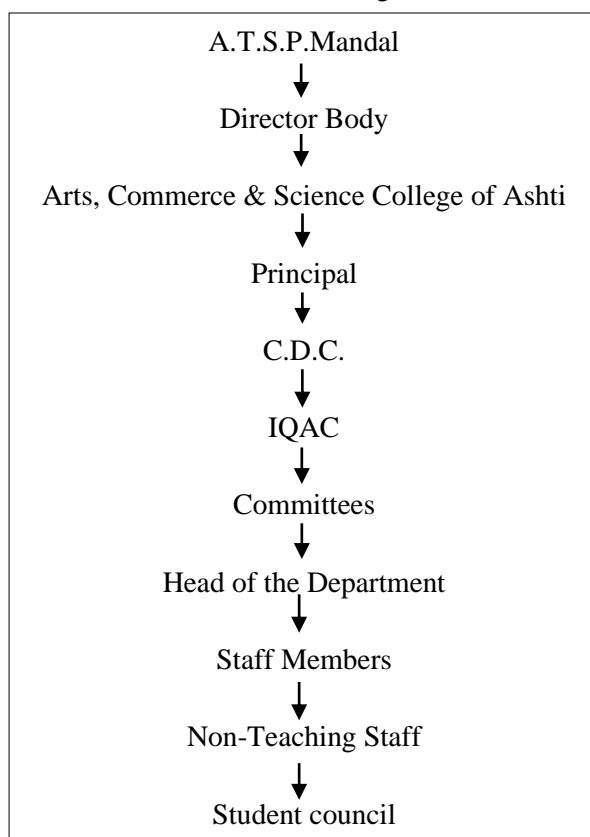 A.T.S.P.Mandal
Director Body
Arts, Commerce & Science College of Ashti
Principal
C.D.C.
IQAC
Committees
Head of the Department
Staff Members
Non-Teaching Staff
Student council